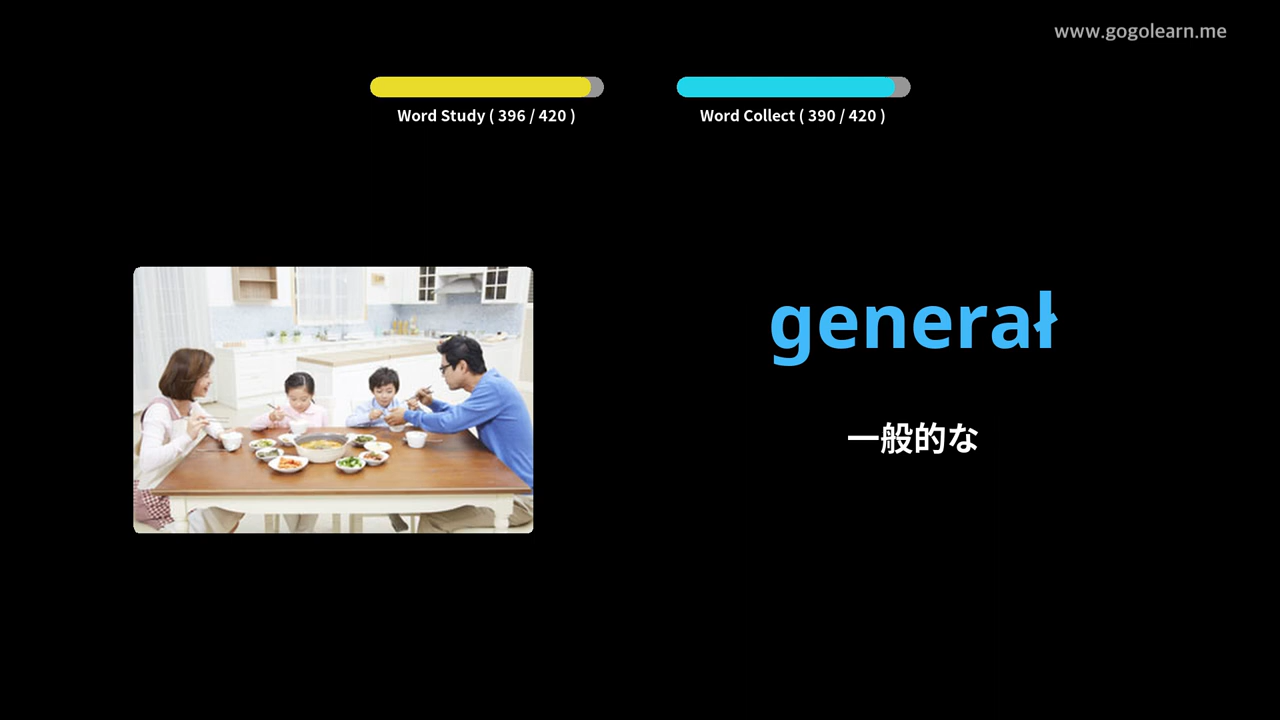 www.gogolearn.me
Word Study ( 396 / 420 )
Word Collect ( 390 / 420 )
generał
一般的な